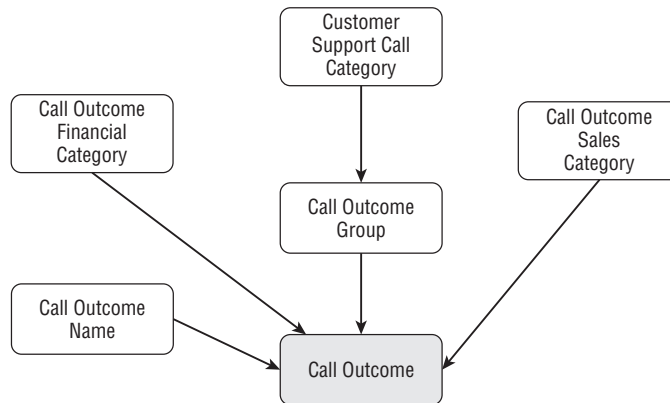 Customer
Support Call
Category
Call Outcome
Financial
Category
Call Outcome
Sales
Category
Call Outcome
Group
Call Outcome
Name
Call Outcome